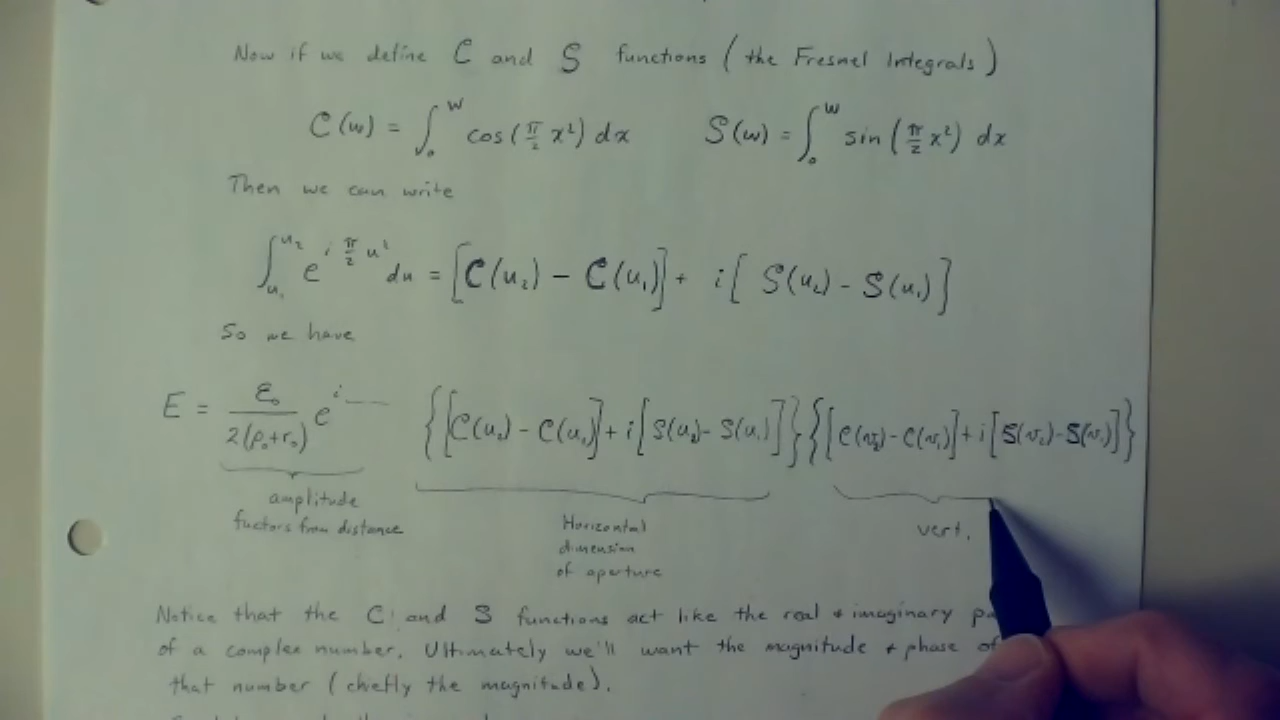 Now if we define C and S functions (the Fresnel Integrals)
C(w) = ∫₀^w cos(π/2 x²) dx S(w) = ∫₀^w sin(π/2 x²) dx
Then we can write
∫_{u₁}^{u₂} e^{i π/2 u²} du = [C(u₂) − C(u₁)] + i[S(u₂) − S(u₁)]
So we have
E = ε₀/2(ρ₀+r₀) e^{i——} {[C(u₂) − C(u₁)] + i[S(u₂) − S(u₁)]}{[C(v₂) − C(v₁)] + i[S(v₂) − S(v₁)]}
amplitude
factors from distance
Horizontal
dimension
of aperture
vert.
Notice that the C and S functions act like the real + imaginary
of a complex number. Ultimately we'll want the magnitude + phase of
that number (chiefly the magnitude).